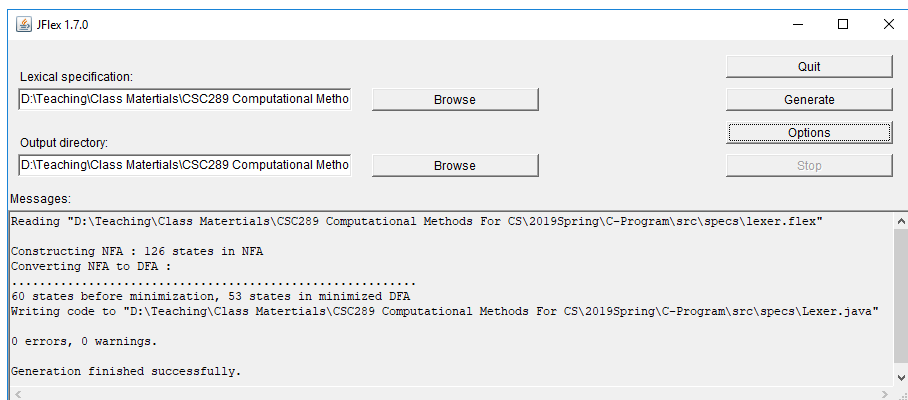 JFlex 1.7.0
Quit
Lexical specification:
D:\Teaching\Class Matertials\CSC289 Computational Metho
Browse
Generate
Options
Output directory:
D:\Teaching\Class Matertials\CSC289 Computational Metho
Browse
Stop
Messages:
Reading "D:\Teaching\Class Matertials\CSC289 Computational Methods For CS\2019Spring\C-Program\src\specs\lexer.flex"
Constructing NFA : 126 states in NFA
Converting NFA to DFA :
..........................................................
60 states before minimization, 53 states in minimized DFA
Writing code to "D:\Teaching\Class Matertials\CSC289 Computational Methods For CS\2019Spring\C-Program\src\specs\Lexer.java"
0 errors, 0 warnings.
Generation finished successfully.